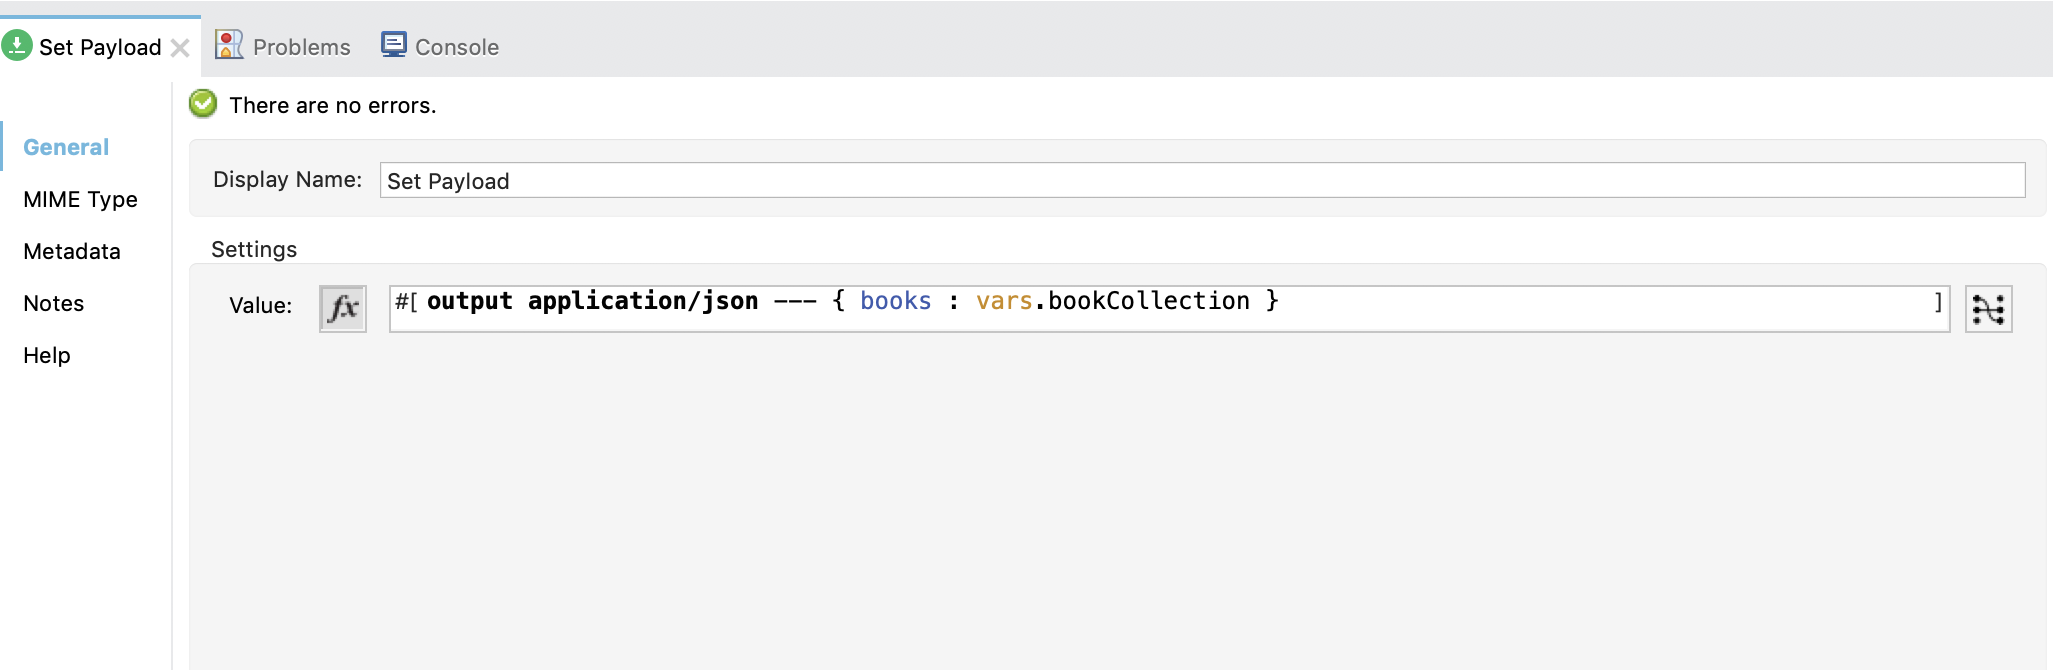 Set Payload Problems Console
There are no errors.
General
Display Name: Set Payload
MIME Type
Metadata
Settings
Notes
Value: fx #[ output application/json --- { books : vars.bookCollection } ]
Help